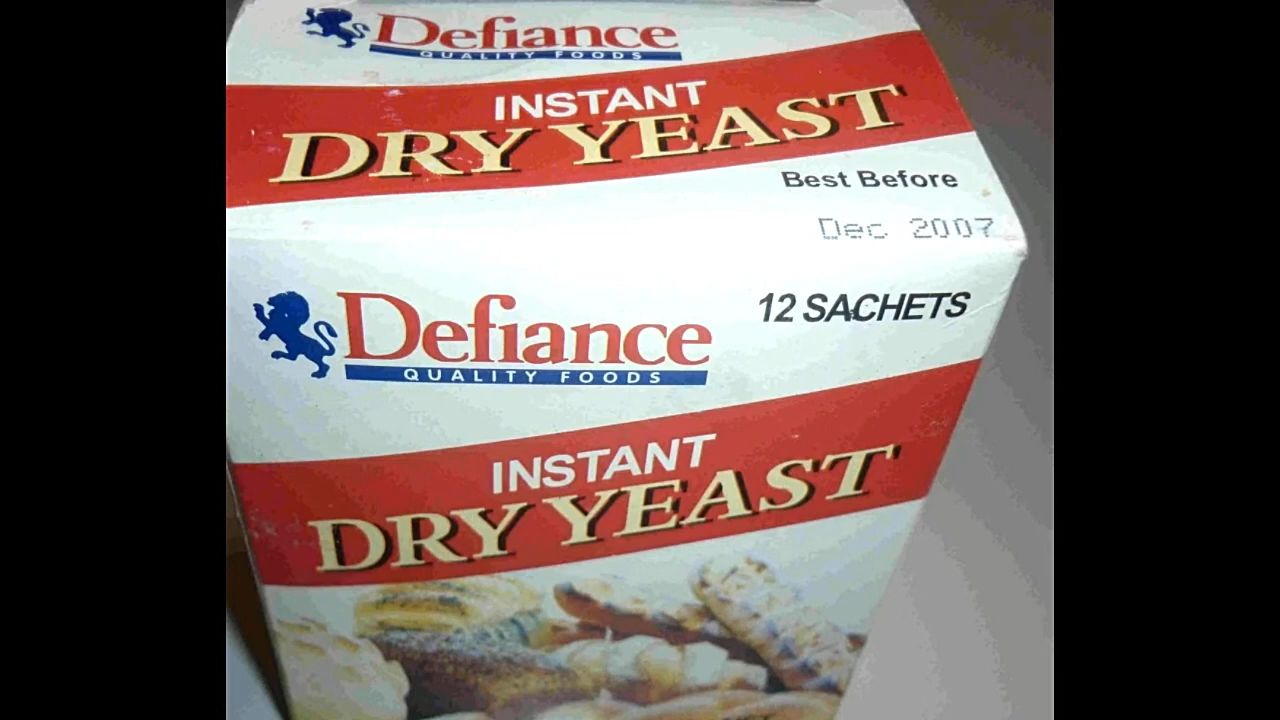 Defiance
QUALITY FOODS
INSTANT
DRY YEAST
Best Before
Dec 2007
Defiance
QUALITY FOODS
12 SACHETS
INSTANT
DRY YEAST